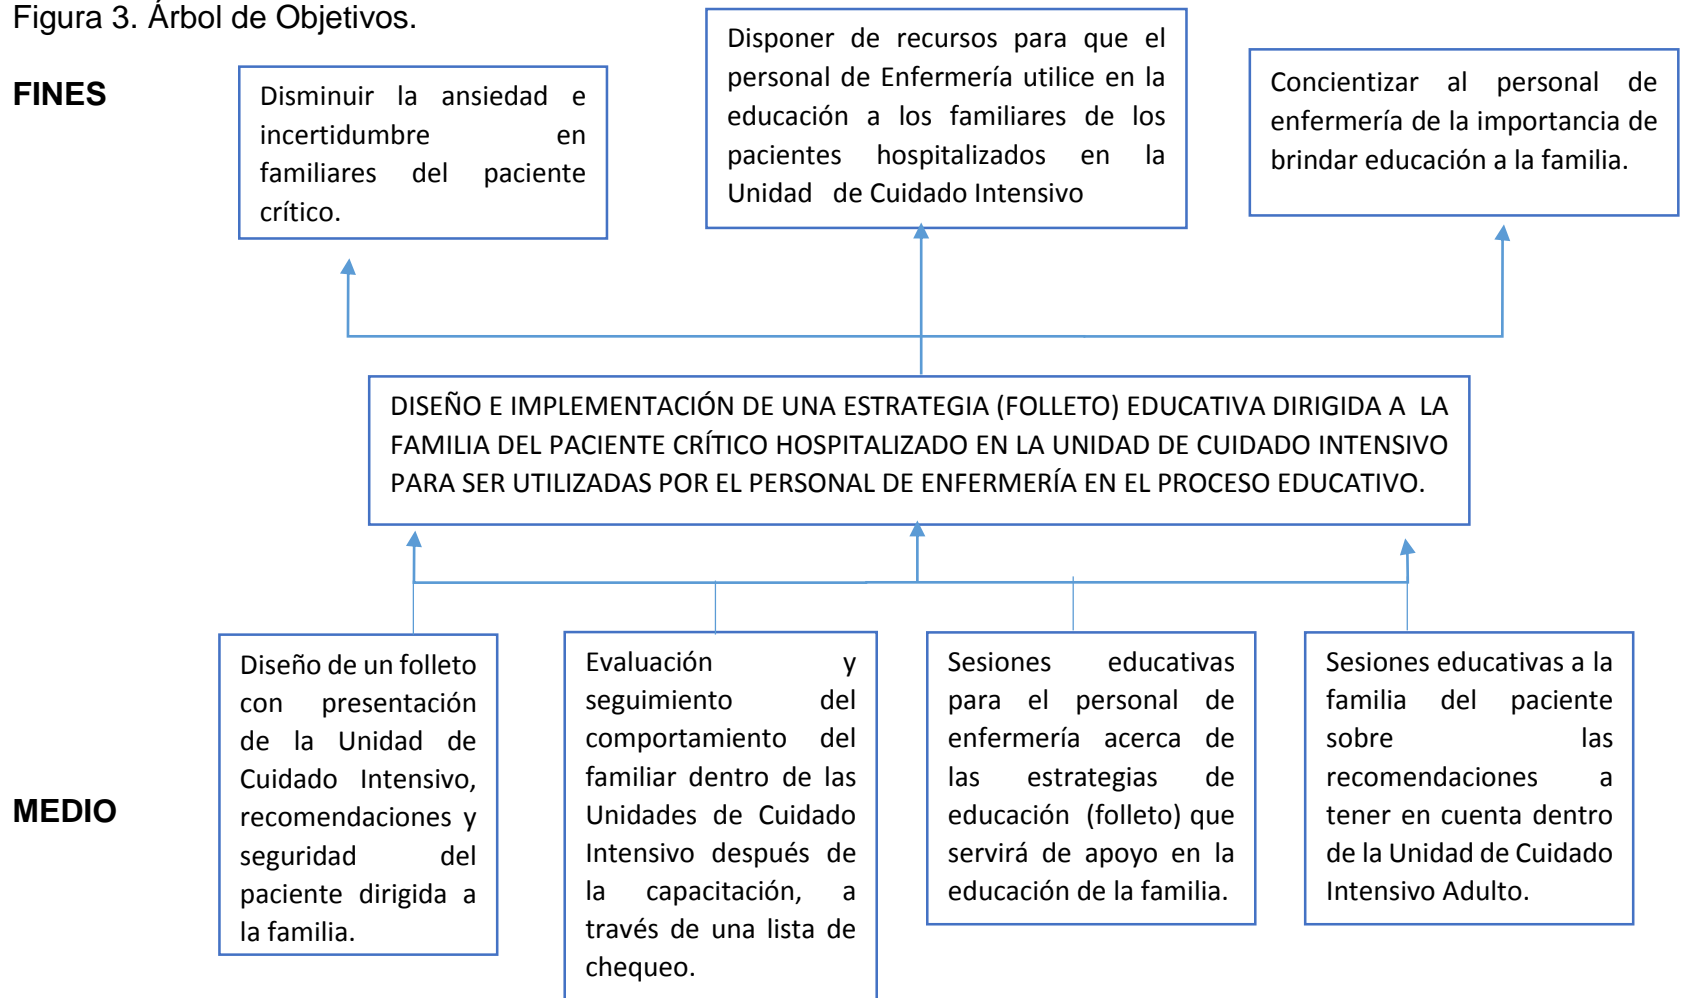 Figura 3. Árbol de Objetivos.
FINES
Disminuir la ansiedad e
incertidumbre en
familiares del paciente
crítico.
Disponer de recursos para que el
personal de Enfermería utilice en la
educación a los familiares de los
pacientes hospitalizados en la
Unidad de Cuidado Intensivo
Concientizar al personal de
enfermería de la importancia de
brindar educación a la familia.
DISEÑO E IMPLEMENTACIÓN DE UNA ESTRATEGIA (FOLLETO) EDUCATIVA DIRIGIDA A LA
FAMILIA DEL PACIENTE CRÍTICO HOSPITALIZADO EN LA UNIDAD DE CUIDADO INTENSIVO
PARA SER UTILIZADAS POR EL PERSONAL DE ENFERMERÍA EN EL PROCESO EDUCATIVO.
MEDIO
Diseño de un folleto
con presentación
de la Unidad de
Cuidado Intensivo,
recomendaciones y
seguridad del
paciente dirigida a
la familia.
Evaluación y
seguimiento del
comportamiento del
familiar dentro de las
Unidades de Cuidado
Intensivo después de
la capacitación, a
través de una lista de
chequeo.
Sesiones educativas
para el personal de
enfermería acerca de
las estrategias de
educación (folleto) que
servirá de apoyo en la
educación de la familia.
Sesiones educativas a la
familia del paciente
sobre las
recomendaciones a
tener en cuenta dentro
de la Unidad de Cuidado
Intensivo Adulto.